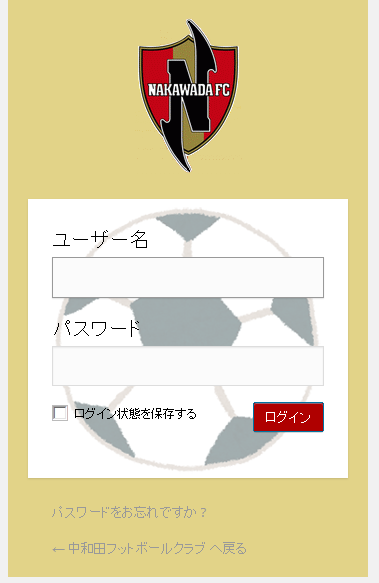 NAKAWADA FC
ユーザー名
パスワード
ログイン状態を保存する
ログイン
パスワードをお忘れですか ?
← 中和田フットボールクラブ へ戻る